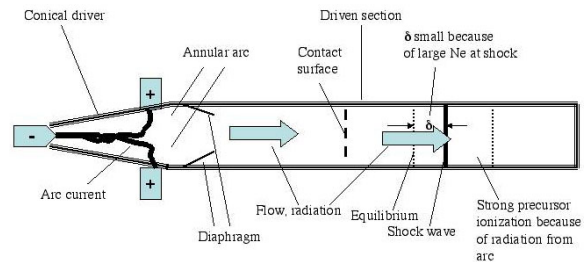 Conical driver
Driven section
δ small because
of large Ne at shock
Annular arc
Contact
surface
+
-
δ
+
Arc current
Flow, radiation
Equilibrium
Diaphragm
Shock wave
Strong precursor
ionization because
of radiation from
arc